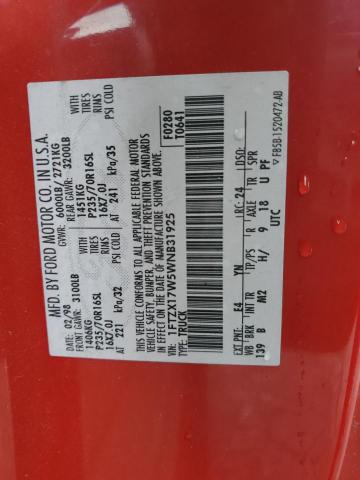 MFD. BY FORD MOTOR CO. IN U.S.A.
DATE: 02/98 GVWR: 6000LB/ 2721KG
FRONT GAWR: 3100LB REAR GAWR: 3200LB
1406KG WITH 1451KG WITH
P235/70R16SL TIRES P235/70R16SL TIRES
16X7.0J RIMS 16X7.0J RIMS
AT 221 kPa/32 PSI COLD AT 241 kPa/35 PSI COLD
THIS VEHICLE CONFORMS TO ALL APPLICABLE FEDERAL MOTOR
VEHICLE SAFETY, BUMPER, AND THEFT PREVENTION STANDARDS
IN EFFECT ON THE DATE OF MANUFACTURE SHOWN ABOVE.
VIN: 1FTZX17W5WNB31925
TYPE: TRUCK
F0280
T0641
EXT PNT: E4 YN LRC: 24 DSO:
WB BRK INT TR TP/PS R AXLE TR SPR
139 B M2 H/ 9 18 U PF
UTC
F85B-1520472-AB